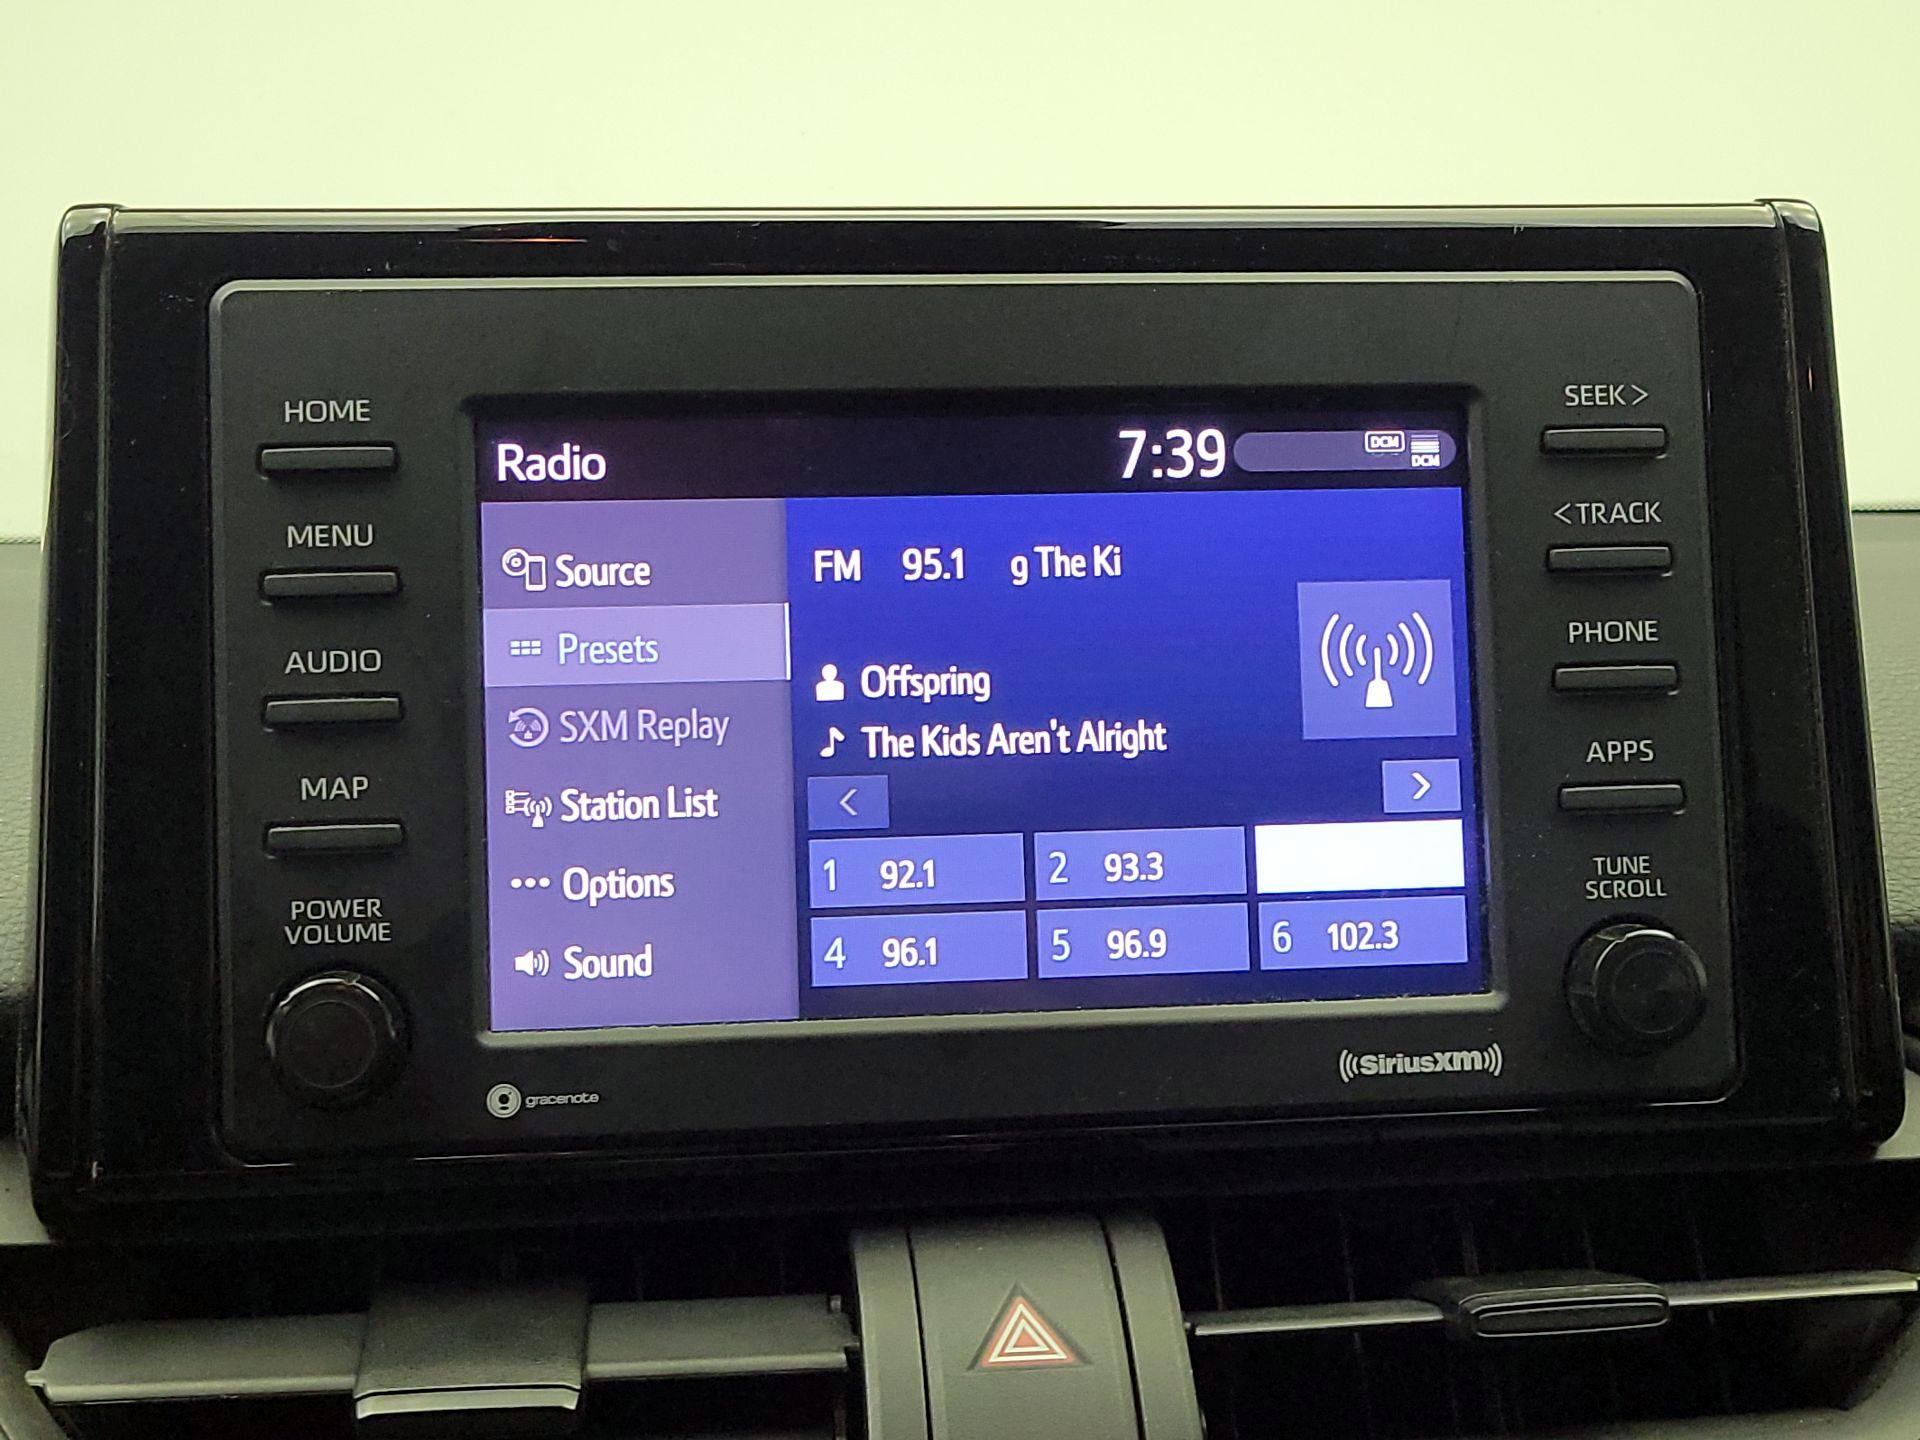 HOME
MENU
AUDIO
MAP
POWER
VOLUME
Radio
7:39
DCM
DCM
Source
Presets
SXM Replay
Station List
Options
Sound
FM 95.1 g The Ki
Offspring
The Kids Aren't Alright
<
>
1 92.1
2 93.3
4 96.1
5 96.9
6 102.3
SEEK >
< TRACK
PHONE
APPS
TUNE
SCROLL
gracenote
((SiriusXM))